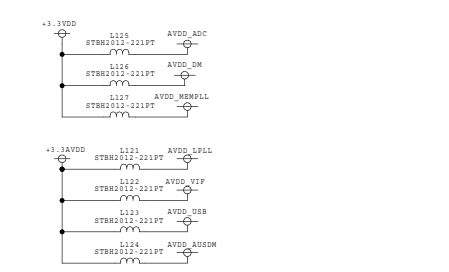 +3.3VDD
L125 AVDD_ADC
STBH2012-221PT
L126 AVDD_DM
STBH2012-221PT
L127 AVDD_MEMPLL
STBH2012-221PT
+3.3AVDD L121 AVDD_LPLL
STBH2012-221PT
L122 AVDD_VIF
STBH2012-221PT
L123 AVDD_USB
STBH2012-221PT
L124 AVDD_AUSDM
STBH2012-221PT